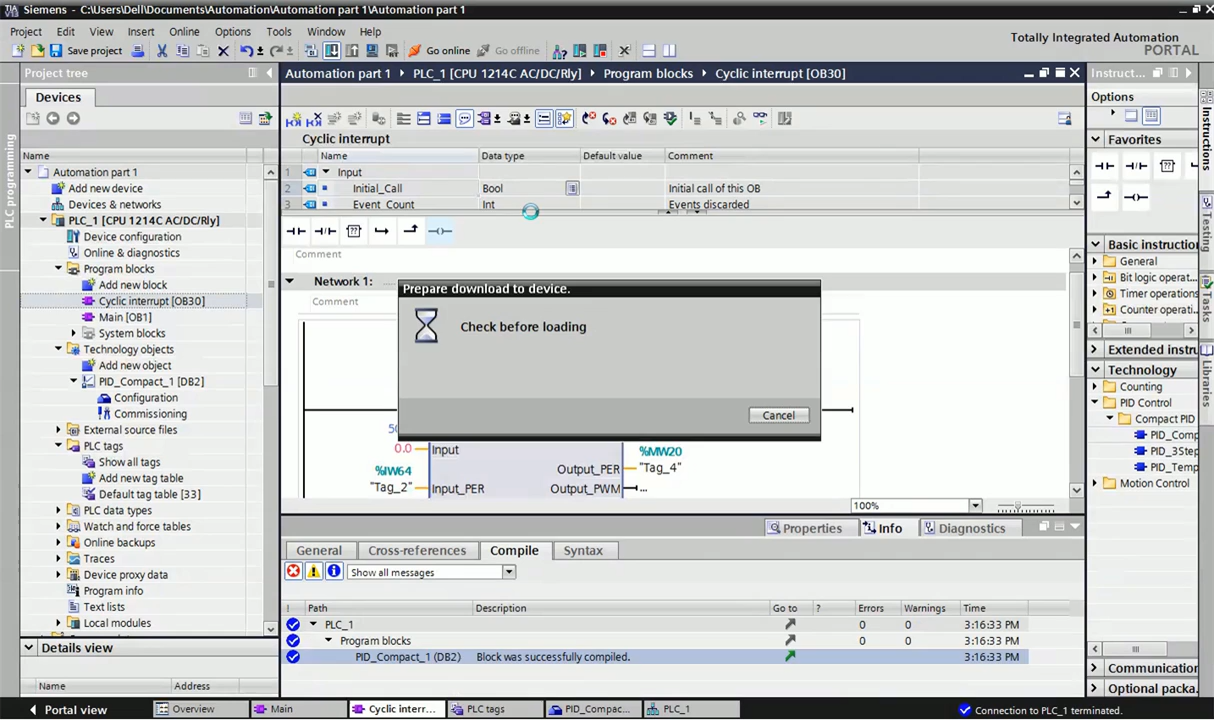 Siemens - C:\Users\Dell\Documents\Automation\Automation part 1\Automation part 1
Project Edit View Insert Online Options Tools Window Help
Totally Integrated Automation
PORTAL
Save project
Go online
Go offline
Project tree
Automation part 1 PLC_1 [CPU 1214C AC/DC/Rly] Program blocks Cyclic interrupt [OB30]
Instruct...
Devices
Options
PLC programming
Name
Automation part 1
Add new device
Devices & networks
PLC_1 [CPU 1214C AC/DC/Rly]
Device configuration
Online & diagnostics
Program blocks
Add new block
Cyclic interrupt [OB30]
Main [OB1]
System blocks
Technology objects
Add new object
PID_Compact_1 [DB2]
Configuration
Commissioning
External source files
PLC tags
Show all tags
Add new tag table
Default tag table [33]
PLC data types
Watch and force tables
Online backups
Traces
Device proxy data
Program info
Text lists
Local modules
Details view
Name Address
Cyclic interrupt
Name Data type Default value Comment
1 Input
2 Initial_Call Bool Initial call of this OB
3 Event_Count Int Events discarded
Comment
Network 1:
Comment
Prepare download to device.
Check before loading
Cancel
0.0 Input
%IW64
"Tag_2" Input_PER
%MW20
Output_PER "Tag_4"
Output_PWM ...
100%
Properties Info Diagnostics
General Cross-references Compile Syntax
Show all messages
! Path Description Go to ? Errors Warnings Time
PLC_1 0 0 3:16:33 PM
Program blocks 0 0 3:16:33 PM
PID_Compact_1 (DB2) Block was successfully compiled. 3:16:33 PM
Favorites
Basic instruction
General
Bit logic operat...
Timer operations
Counter operatio
Extended instru
Technology
Counting
PID Control
Compact PID
PID_Comp
PID_3Step
PID_Temp
Motion Control
Communication
Optional packa.
Instructions
Testing
Tasks
Libraries
Portal view Overview Main Cyclic interr... PLC tags PID_Compac... PLC_1
Connection to PLC_1 terminated.